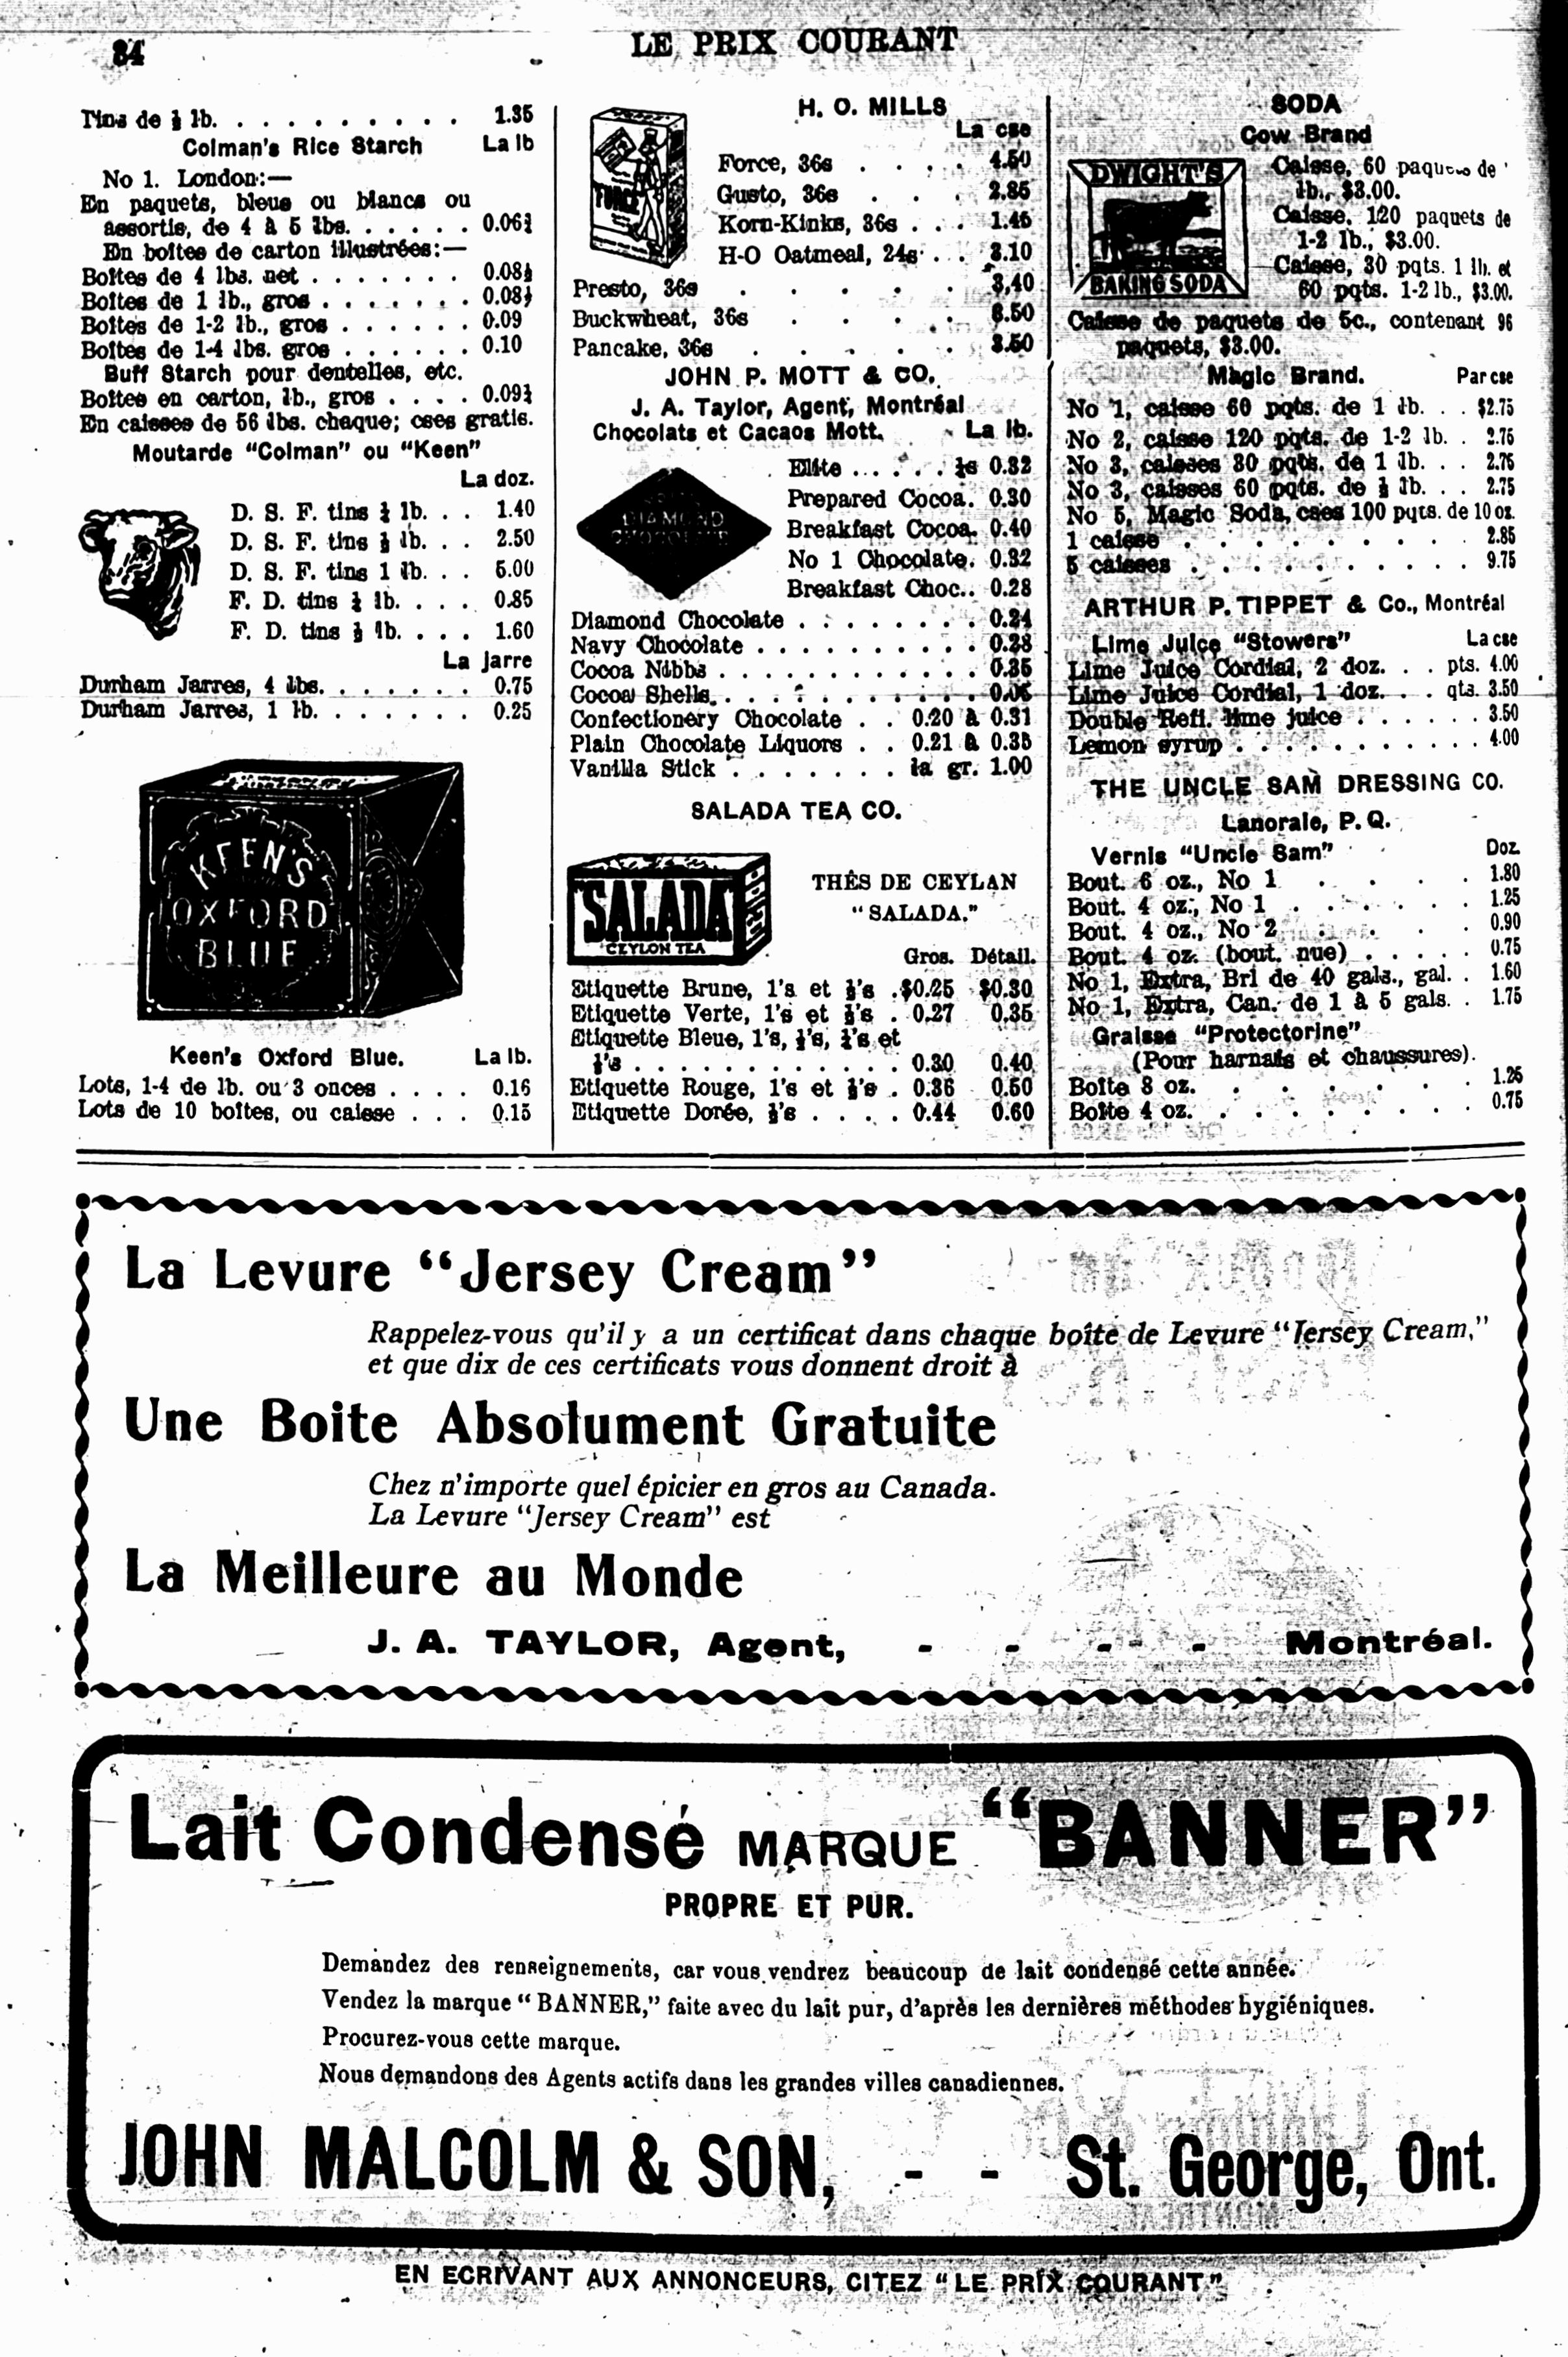 84
LE PRIX COURANT
Tins de ½ lb. . . . . . . . . . . 1.35
Colman's Rice Starch La lb
No 1. London:—
En paquets, bleus ou blancs ou
assortis, de 4 à 5 lbs. . . . . . 0.06¾
En boîtes de carton illustrées:—
Boîtes de 4 lbs. net . . . . . . . 0.08½
Boîtes de 1 lb., gros . . . . . . . 0.08½
Boîtes de 1-2 lb., gros . . . . . . 0.09
Boîtes de 1-4 lbs. gros . . . . . . 0.10
Buff Starch pour dentelles, etc.
Boîtes en carton, lb., gros . . . . 0.09½
En caisses de 56 lbs. chaque; cses gratis.
Moutarde "Colman" ou "Keen"
La doz.
D. S. F. tins ¼ lb. . . 1.40
D. S. F. tins ½ lb. . . 2.50
D. S. F. tins 1 lb. . . 5.00
F. D. tins ¼ lb. . . . 0.85
F. D. tins ½ lb. . . . 1.60
La jarre
Durham Jarres, 4 lbs. . . . . . . 0.75
Durham Jarres, 1 lb. . . . . . . 0.25
KEEN'S
OXFORD
BLUE
Keen's Oxford Blue. La lb.
Lots, 1-4 de lb. ou 3 onces . . . . 0.16
Lots de 10 boîtes, ou caisse . . . 0.15
H. O. MILLS
La cse
FORCE
Force, 36s . . . . 4.50
Gusto, 36s . . . 2.85
Korn-Kinks, 36s . . . 1.45
H-O Oatmeal, 24s . . . 3.10
Presto, 36s . . . . . 3.40
Buckwheat, 36s . . . . 3.50
Pancake, 36s . . . . . 3.50
JOHN P. MOTT & CO.
J. A. Taylor, Agent, Montréal
Chocolats et Cacaos Mott. La lb.
DIAMOND
CHOCOLATE
Elite . . . . . . ½s 0.32
Prepared Cocoa. 0.30
Breakfast Cocoa. 0.40
No 1 Chocolate. 0.32
Breakfast Choc.. 0.28
Diamond Chocolate . . . . . . . . 0.24
Navy Chocolate . . . . . . . . . . 0.28
Cocoa Nibbs . . . . . . . . . . . . 0.35
Cocoa Shells. . . . . . . . . . . . 0.05
Confectionery Chocolate . . 0.20 à 0.31
Plain Chocolate Liquors . . 0.21 à 0.35
Vanilla Stick . . . . . . . la gr. 1.00
SALADA TEA CO.
SALADA
CEYLON TEA
THÉS DE CEYLAN
"SALADA."
Gros. Détail.
Etiquette Brune, 1's et ½'s . $0.25 $0.30
Etiquette Verte, 1's et ½'s . 0.27 0.35
Etiquette Bleue, 1's, ½'s, ¼'s et
⅛'s . . . . . . . . . . . . 0.30 0.40
Etiquette Rouge, 1's et ½'s . 0.36 0.50
Etiquette Dorée, ½'s . . . . 0.44 0.60
SODA
Cow Brand
DWIGHT'S
BAKING SODA
Caisse, 60 paquets de
lb., $3.00.
Caisse, 120 paquets de
1-2 lb., $3.00.
Caisse, 30 pqts. 1 lb. et
60 pqts. 1-2 lb., $3.00.
Caisse de paquets de 5c., contenant 96
paquets, $3.00.
Magic Brand. Par cse
No 1, caisse 60 pqts. de 1 lb. . . $2.75
No 2, caisse 120 pqts. de 1-2 lb. . 2.75
No 3, caisses 30 pqts. de 1 lb. . . 2.75
No 3, caisses 60 pqts. de ½ lb. . . 2.75
No 5, Magic Soda, cses 100 pqts. de 10 oz.
1 caisse . . . . . . . . . . 2.85
5 caisses . . . . . . . . . . 9.75
ARTHUR P. TIPPET & Co., Montréal
Lime Juice "Stowers" La cse
Lime Juice Cordial, 2 doz. . . pts. 4.00
Lime Juice Cordial, 1 doz. . . qts. 3.50
Double Refi. lime juice . . . . . . 3.50
Lemon syrup . . . . . . . . . . . 4.00
THE UNCLE SAM DRESSING CO.
Lanoraie, P. Q.
Vernis "Uncle Sam" Doz.
Bout. 6 oz., No 1 . . . . 1.80
Bout. 4 oz., No 1 . . . . . . 1.25
Bout. 4 oz., No 2 . . . . 0.90
Bout. 4 oz. (bout. nue) . . . . . 0.75
No 1, Extra, Bri de 40 gals., gal. . 1.60
No 1, Extra, Can. de 1 à 5 gals. . 1.75
Graisse "Protectorine"
(Pour harnais et chaussures).
Boîte 8 oz. . . . . . . 1.25
Boîte 4 oz. . . . . . . . 0.75
La Levure "Jersey Cream"
Rappelez-vous qu'il y a un certificat dans chaque boîte de Levure "Jersey Cream,"
et que dix de ces certificats vous donnent droit à
Une Boite Absolument Gratuite
Chez n'importe quel épicier en gros au Canada.
La Levure "Jersey Cream" est
La Meilleure au Monde
J. A. TAYLOR, Agent, - - - - Montréal.
Lait Condensé MARQUE "BANNER"
PROPRE ET PUR.
Demandez des renseignements, car vous vendrez beaucoup de lait condensé cette année.
Vendez la marque "BANNER," faite avec du lait pur, d'après les dernières méthodes hygiéniques.
Procurez-vous cette marque.
Nous demandons des Agents actifs dans les grandes villes canadiennes.
JOHN MALCOLM & SON, - - St. George, Ont.
EN ECRIVANT AUX ANNONCEURS, CITEZ "LE PRIX COURANT"